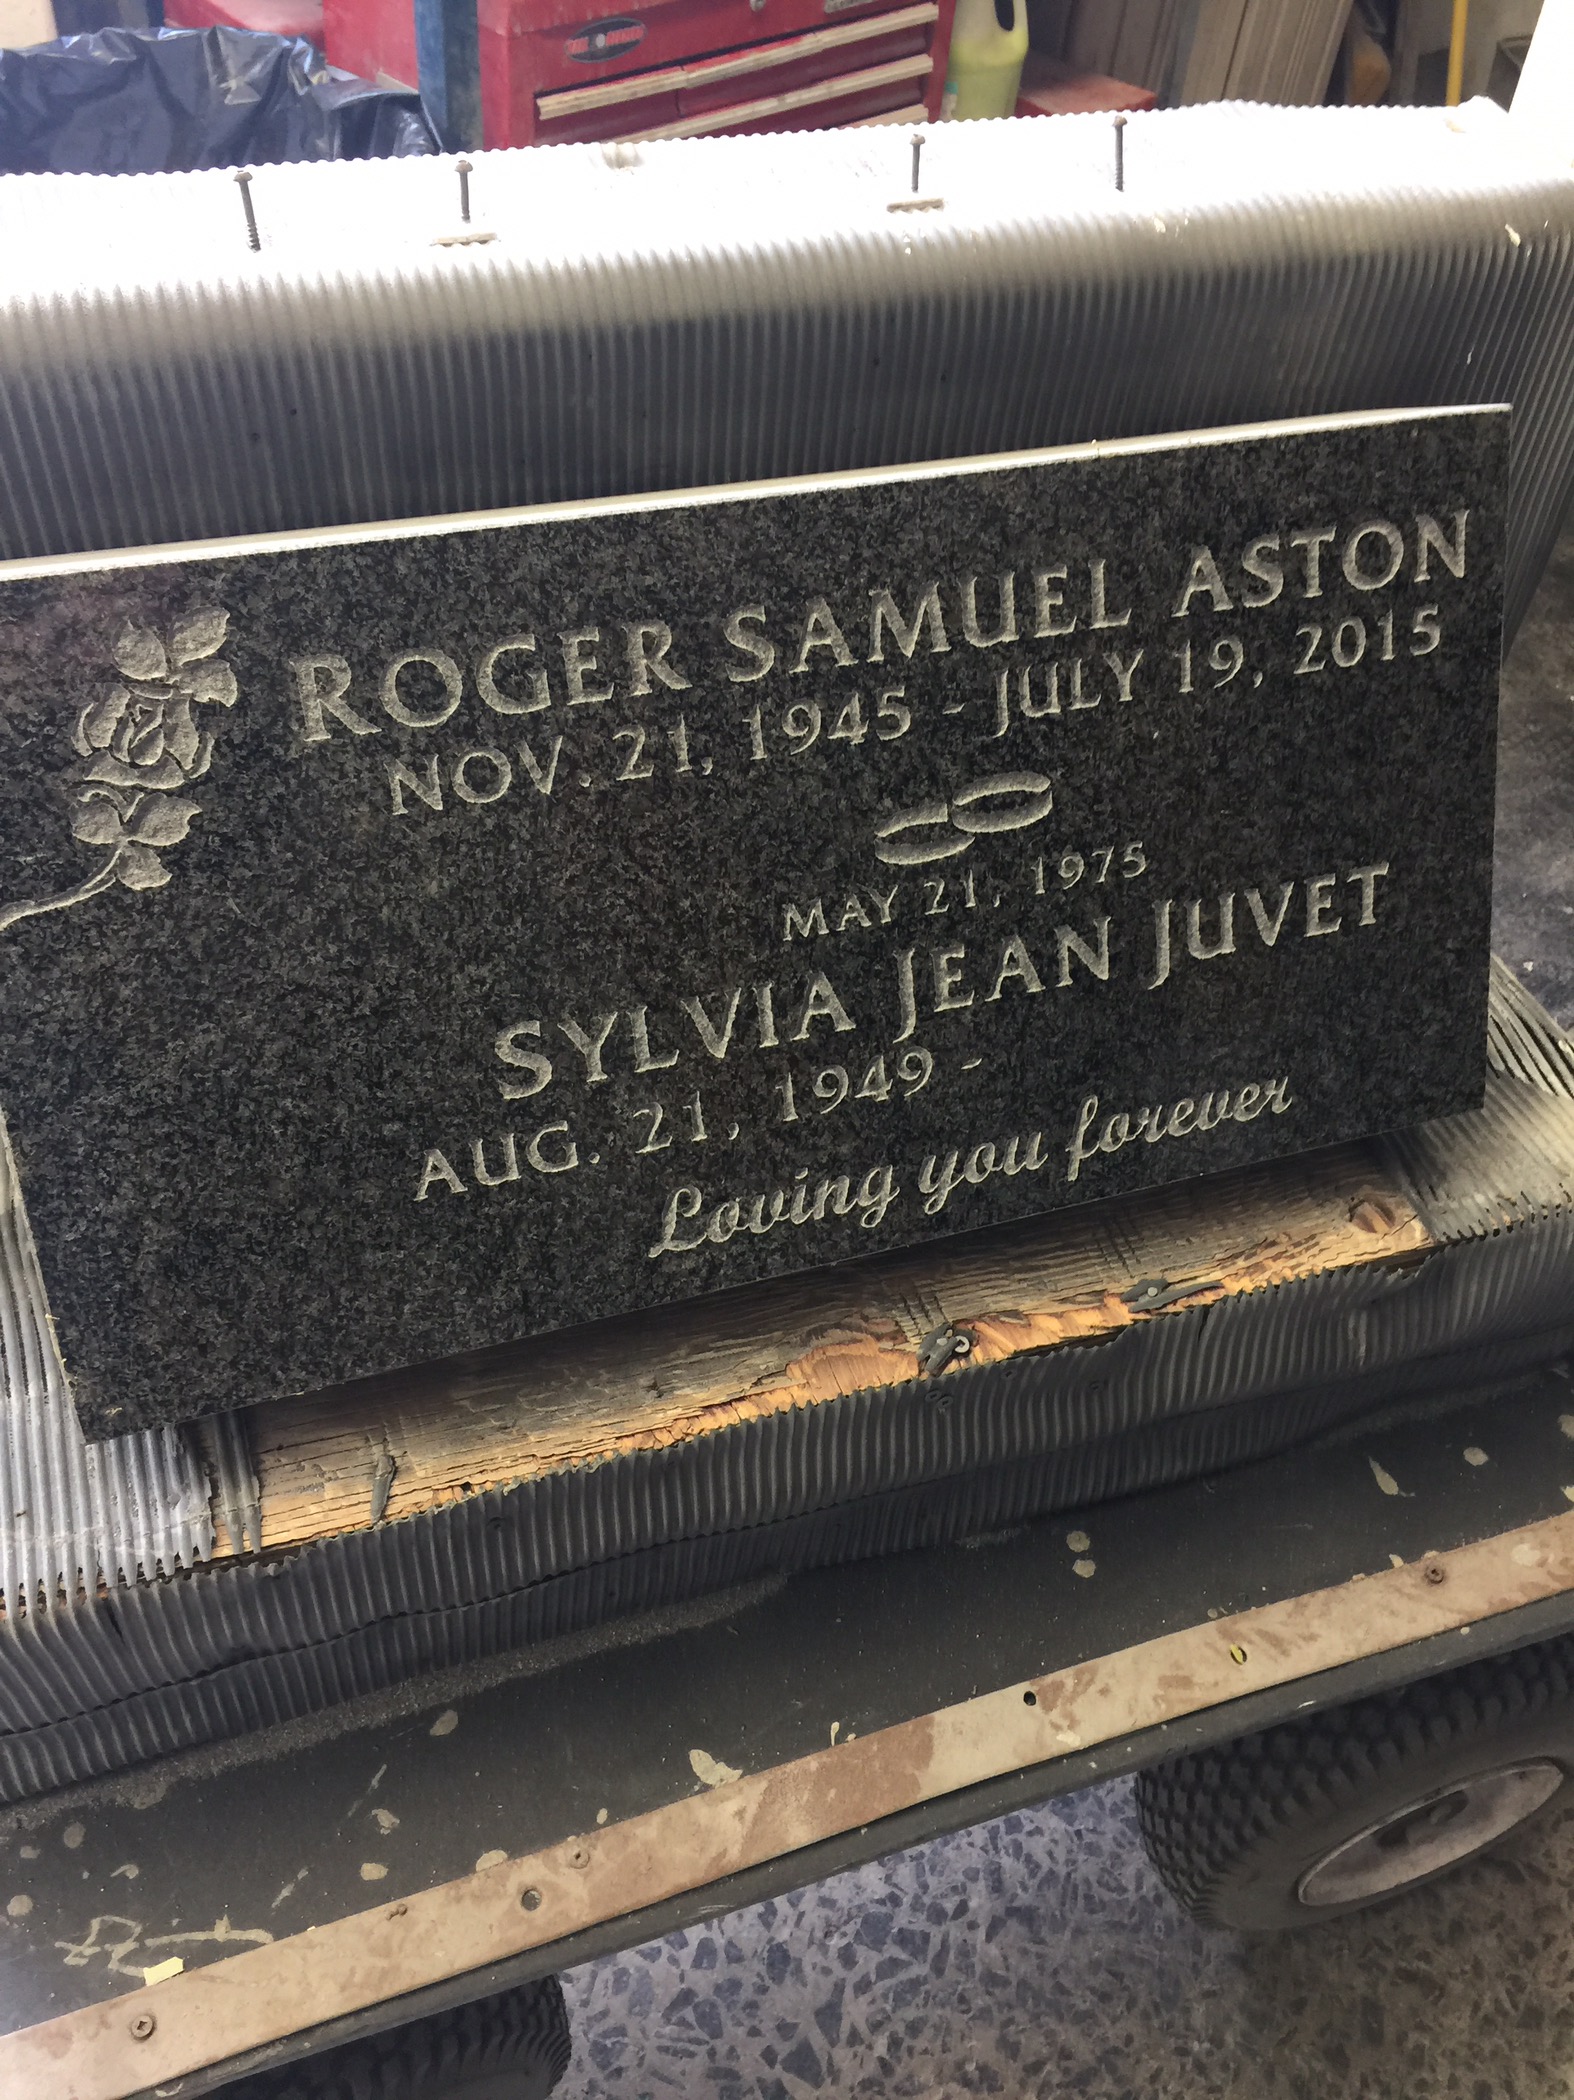 ROGER SAMUEL ASTON
NOV. 21, 1945 - JULY 19, 2015
MAY 21, 1975
SYLVIA JEAN JUVET
AUG. 21, 1949 -
Loving you forever